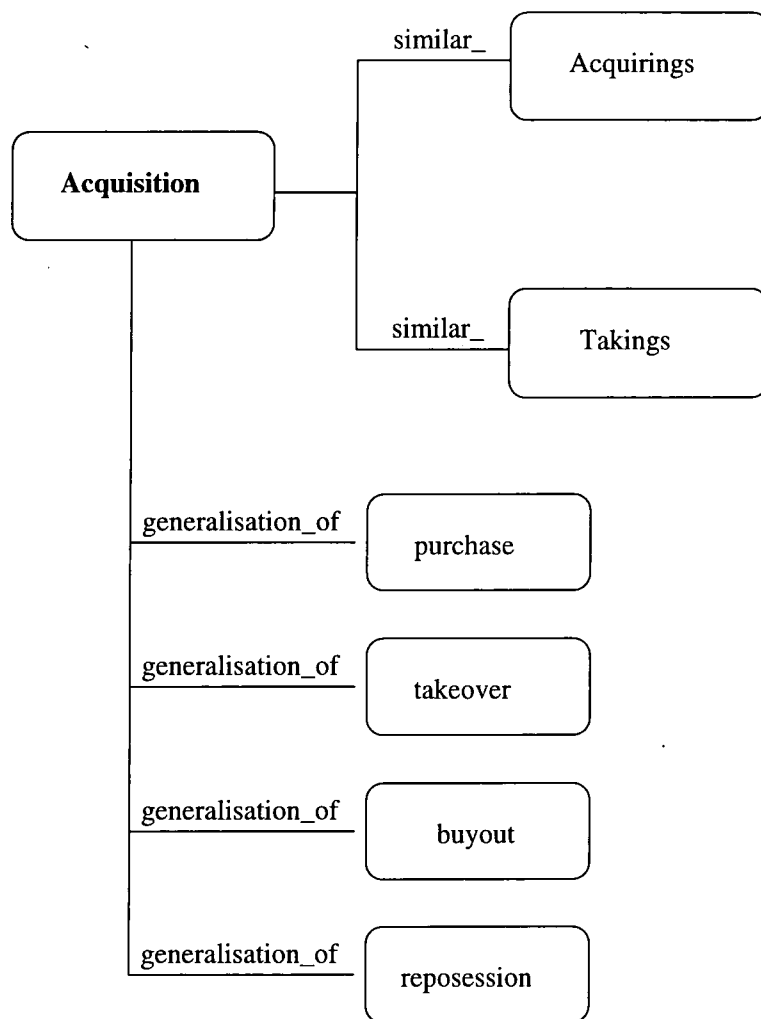 similar_
Acquirings
Acquisition
similar_
Takings
generalisation_of
purchase
generalisation_of
takeover
generalisation_of
buyout
generalisation_of
reposession